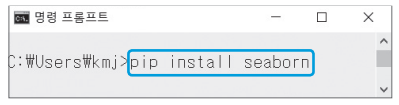 명령 프롬프트
C:₩Users₩kmj>pip install seaborn